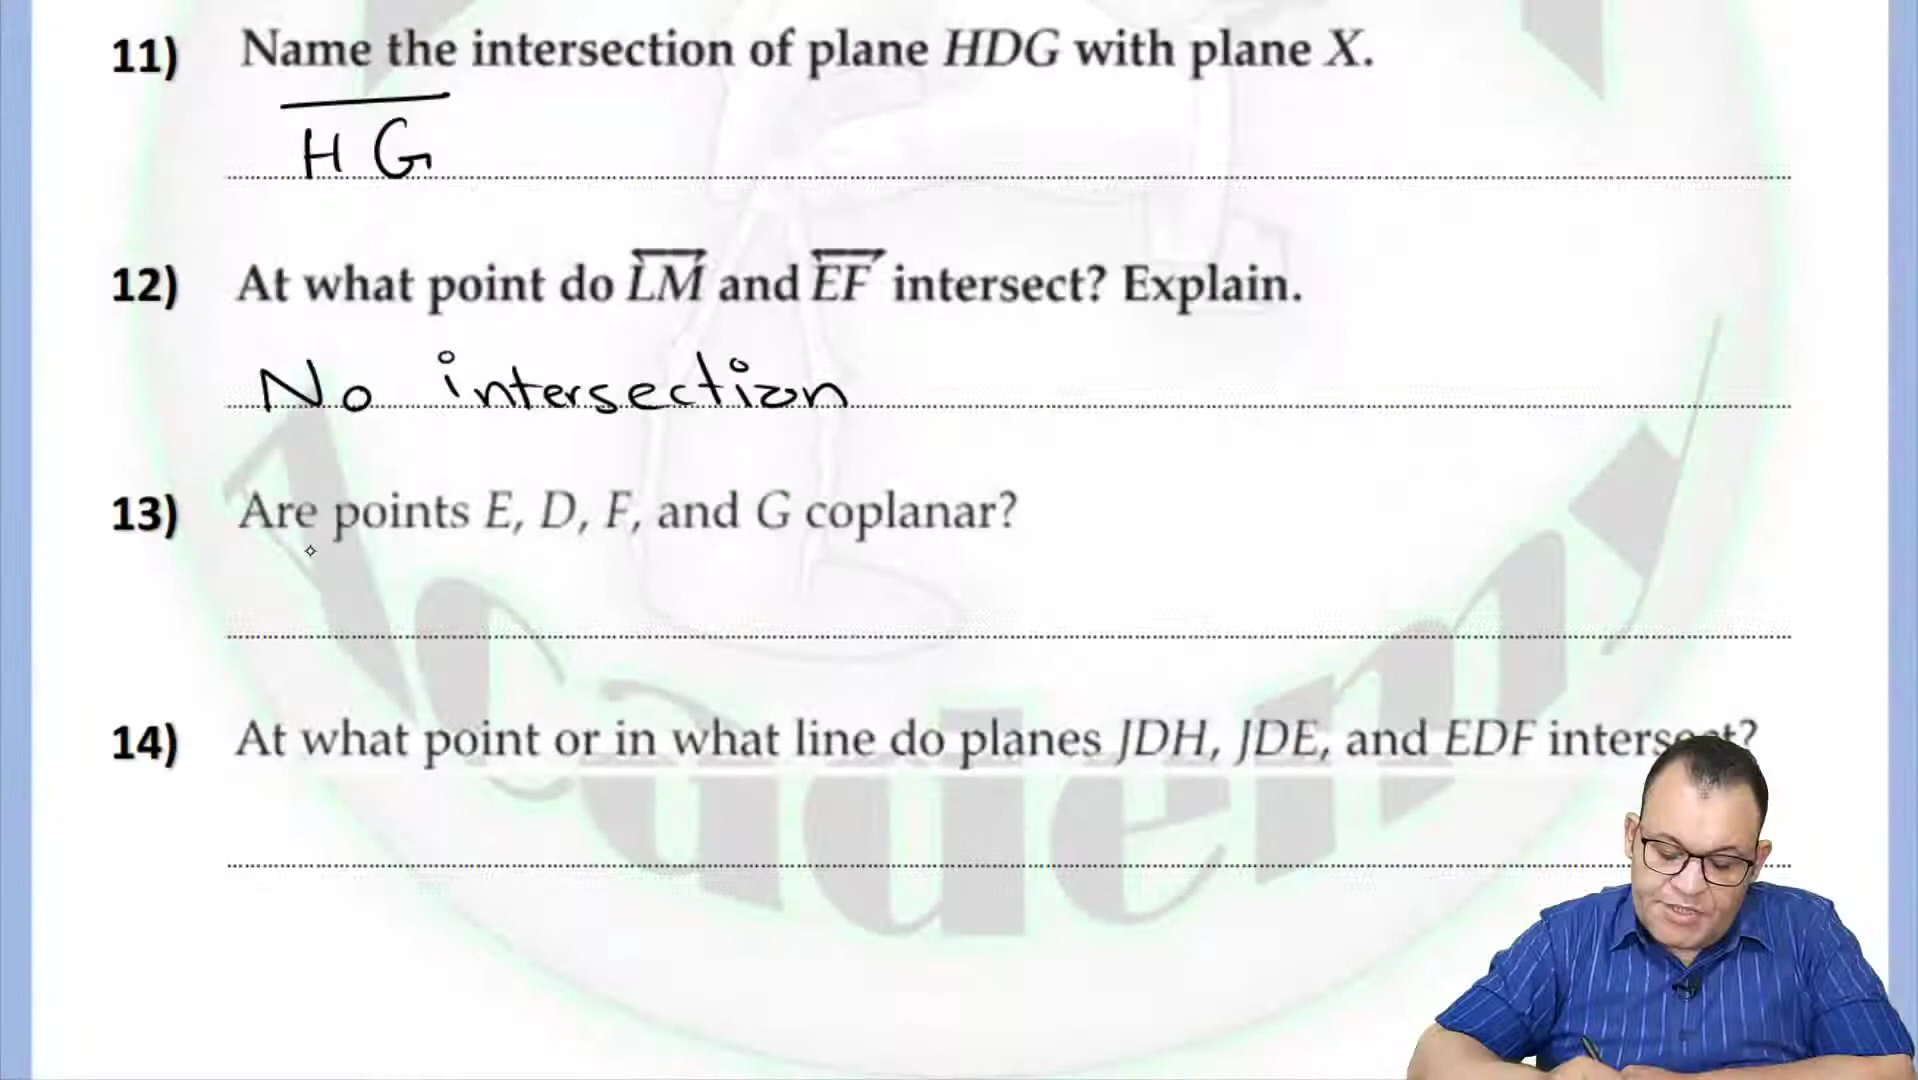 11) Name the intersection of plane HDG with plane X.
HG
12) At what point do LM and EF intersect? Explain.
No intersection
13) Are points E, D, F, and G coplanar?
14) At what point or in what line do planes JDH, JDE, and EDF intersect?
Academy